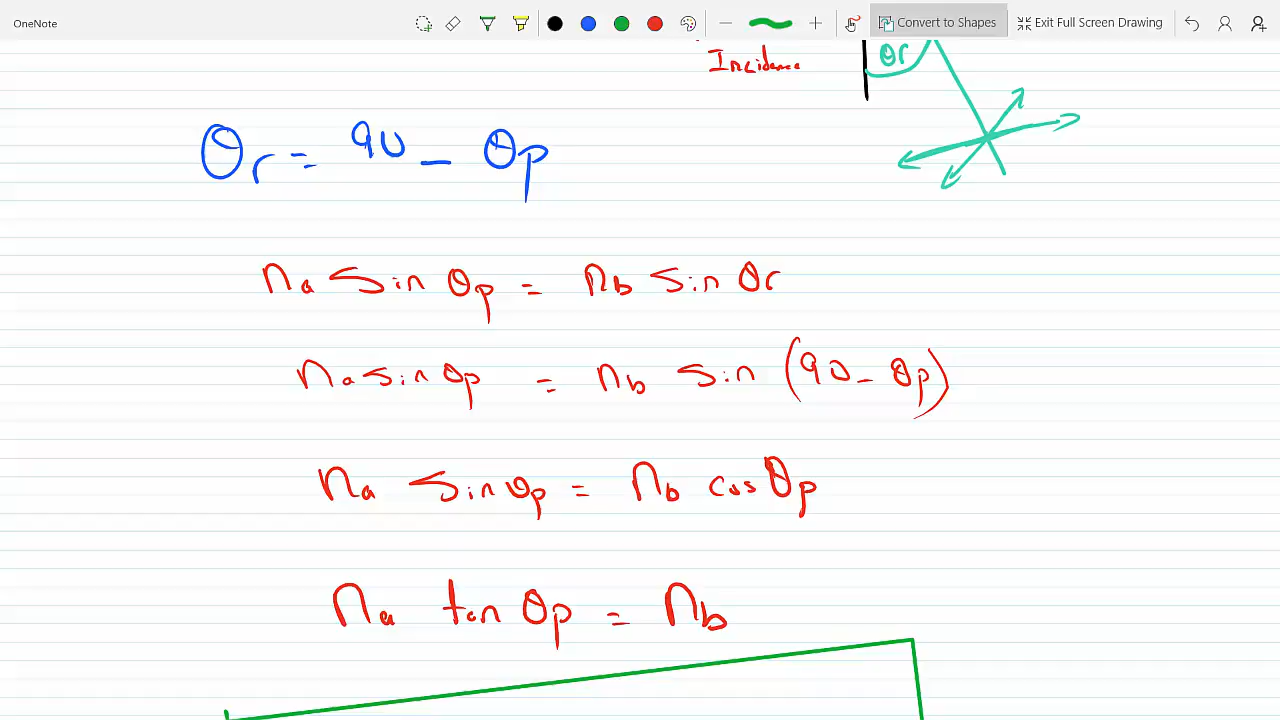 OneNote
Convert to Shapes
Exit Full Screen Drawing
Incidence
θr
θr = 90 - θp
na sin θp = nb sin θr
na sin θp = nb sin (90 - θp)
na sin θp = nb cos θp
na tan θp = nb